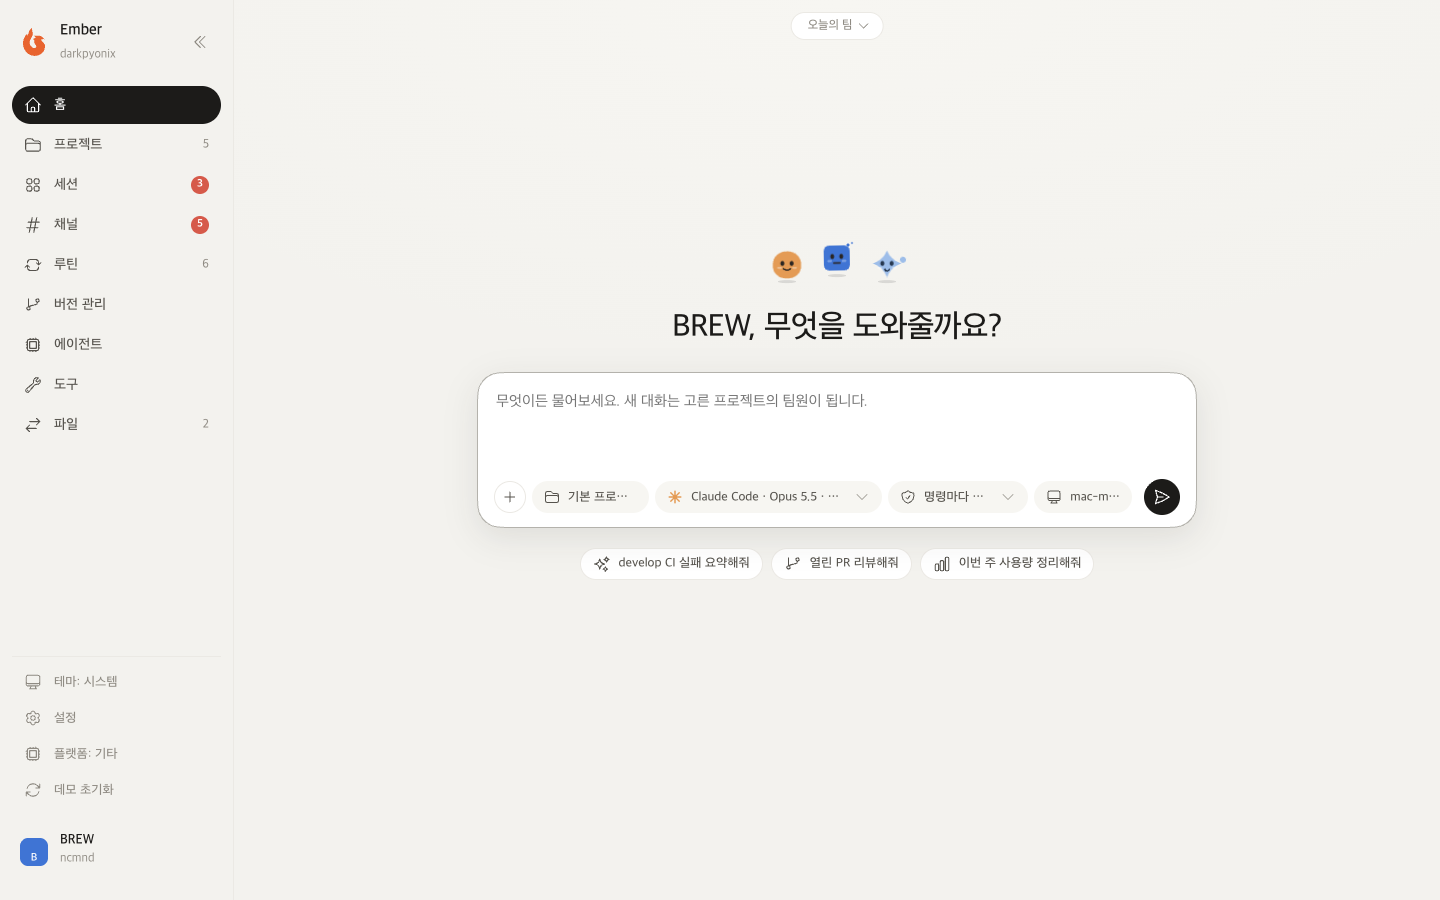 Ember
darkpyonix
홈
프로젝트 5
세션 3
채널 5
루틴 6
버전 관리
에이전트
도구
파일 2
테마: 시스템
설정
플랫폼: 기타
데모 초기화
B
BREW
ncmnd
오늘의 팀
BREW, 무엇을 도와줄까요?
무엇이든 물어보세요. 새 대화는 고른 프로젝트의 팀원이 됩니다.
기본 프로… Claude Code · Opus 5.5 · … 명령마다 … mac-m…
develop CI 실패 요약해줘 열린 PR 리뷰해줘 이번 주 사용량 정리해줘